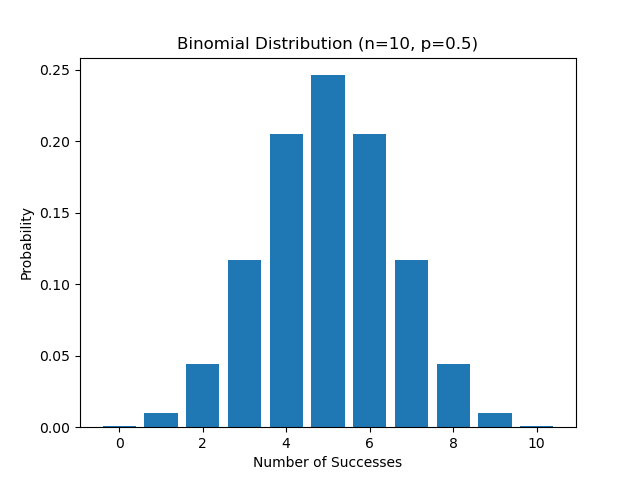 Binomial Distribution (n=10, p=0.5)
0.25
0.20
0.15
0.10
0.05
0.00
Probability
0 2 4 6 8 10
Number of Successes